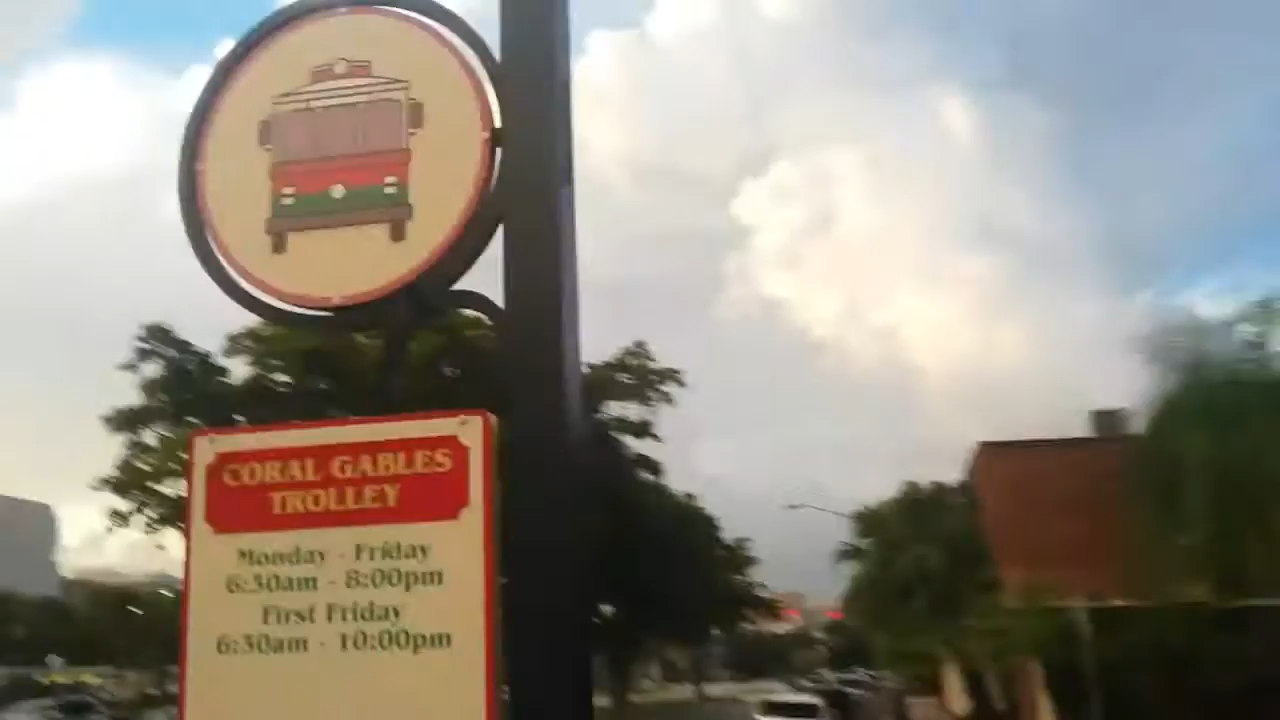 CORAL GABLES
TROLLEY
Monday - Friday
6:30am - 8:00pm
First Friday
6:30am - 10:00pm